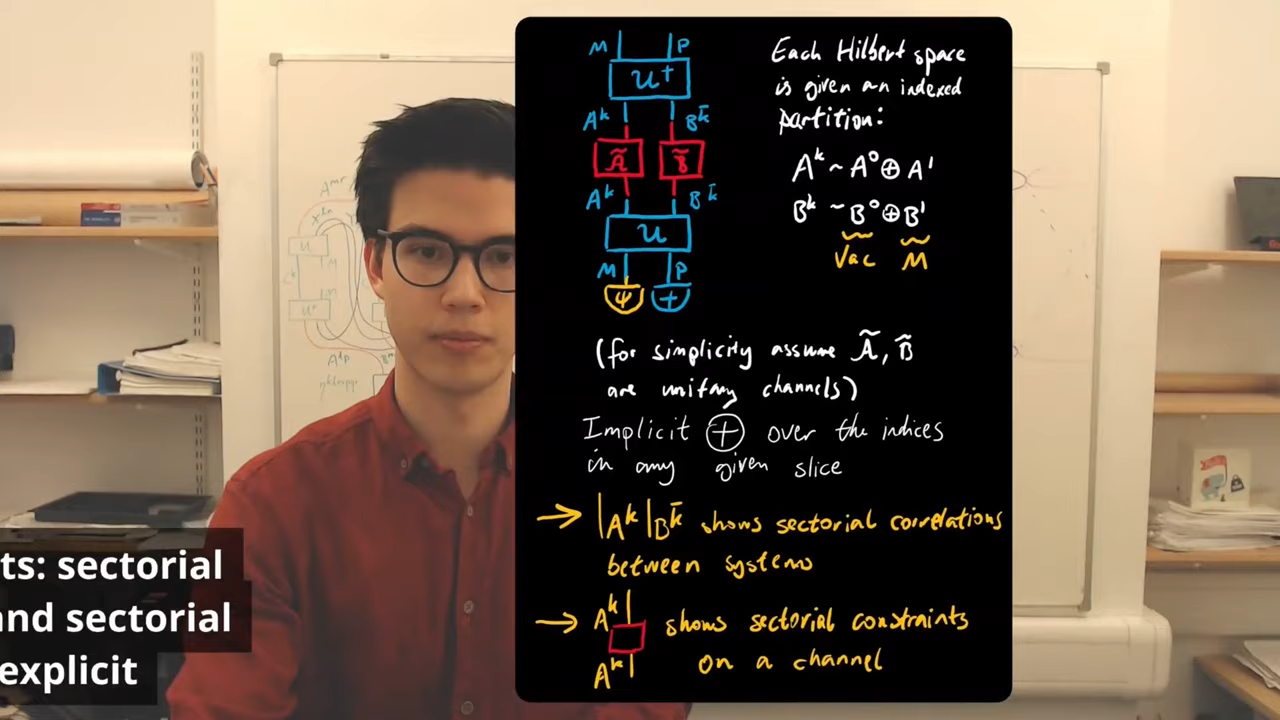 M P
U†
A^k B^k̄
Ã B̃
A^k B^k̄
U
M P
ψ +
Each Hilbert space
is given an indexed
partition:
A^k ~ A^0 ⊕ A^1
B^k ~ B^0 ⊕ B^1
Vac M
(for simplicity assume Ã, B̃
are unitary channels)
Implicit ⊕ over the indices
in any given slice
→ |A^k |B^k̄ shows sectorial correlations
between systems
→ A^k shows sectorial constraints
A^k on a channel
ts: sectorial
nd sectorial
explicit